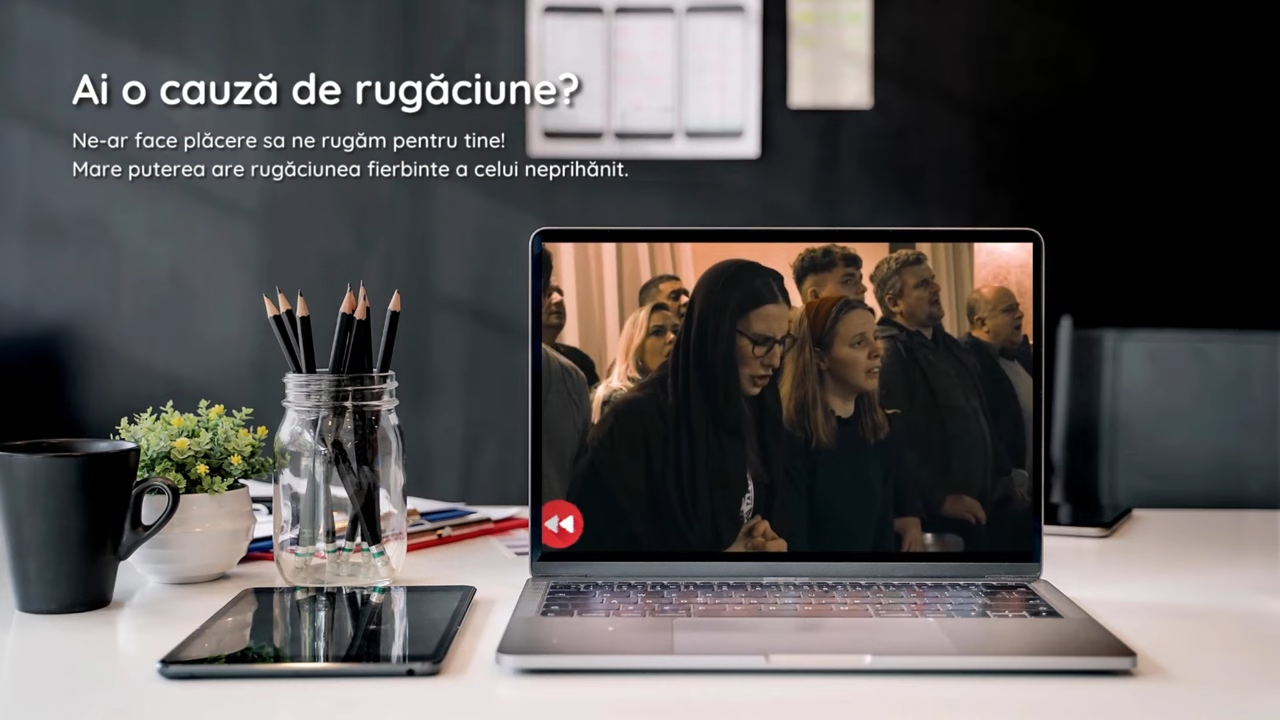 Ai o cauză de rugăciune?
Ne-ar face plăcere sa ne rugăm pentru tine!
Mare puterea are rugăciunea fierbinte a celui neprihănit.